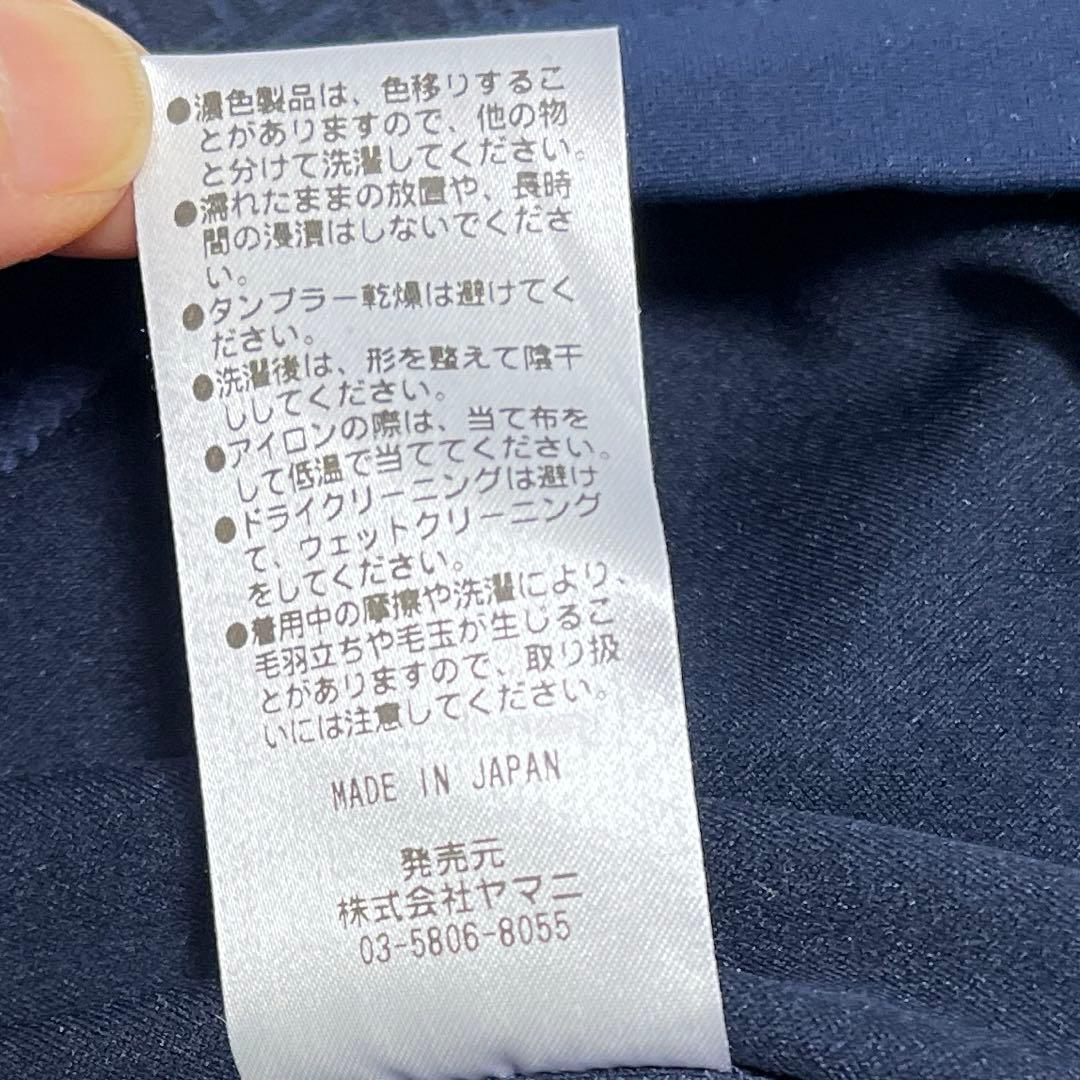 ●濃色製品は、色移りするこ
とがありますので、他の物
と分けて洗濯してください。
●濡れたままの放置や、長時
間の浸漬はしないでくださ
い。
●タンブラー乾燥は避けてく
ださい。
●洗濯後は、形を整えて陰干
ししてください。
●アイロンの際は、当て布を
して低温で当ててください。
●ドライクリーニングは避け
て、ウェットクリーニング
をしてください。
●着用中の摩擦や洗濯により、
毛羽立ちや毛玉が生じるこ
とがありますので、取り扱
いには注意してください。
MADE IN JAPAN
発売元
株式会社ヤマニ
03-5806-8055